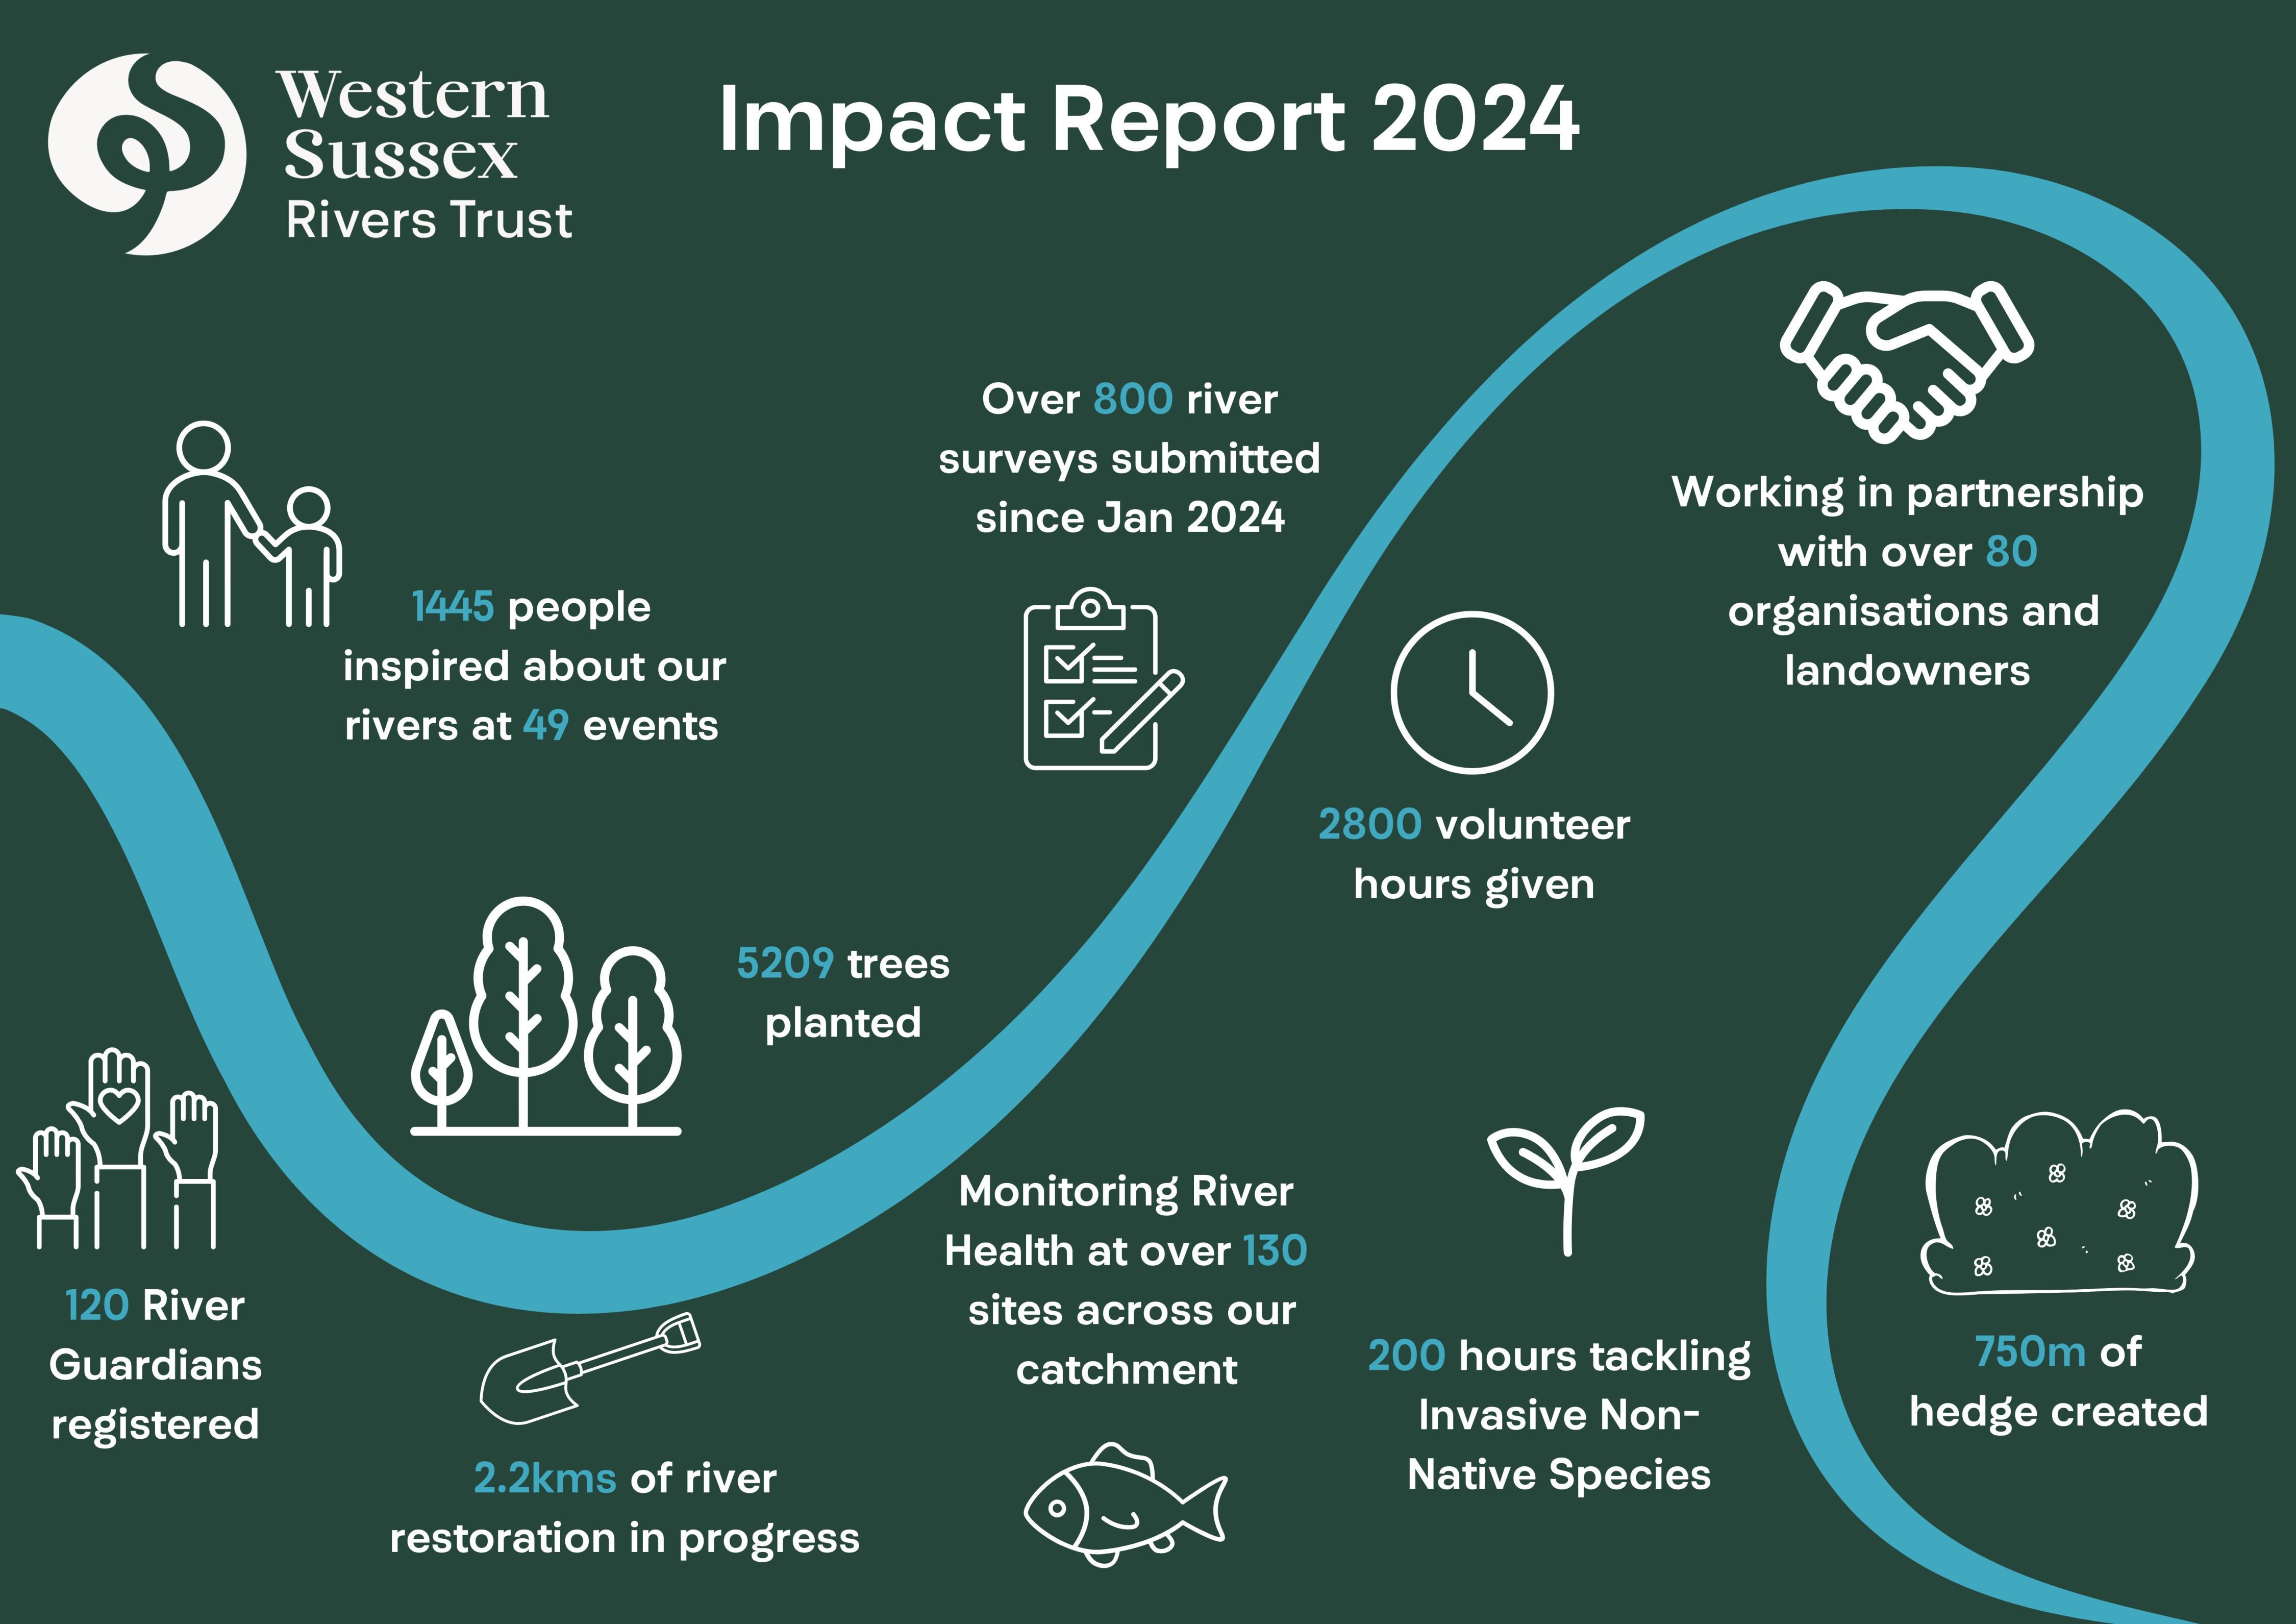 Western
Sussex
Rivers Trust
Impact Report 2024
1445 people
inspired about our
rivers at 49 events
Over 800 river
surveys submitted
since Jan 2024
Working in partnership
with over 80
organisations and
landowners
2800 volunteer
hours given
5209 trees
planted
120 River
Guardians
registered
2.2kms of river
restoration in progress
Monitoring River
Health at over 130
sites across our
catchment
200 hours tackling
Invasive Non-
Native Species
750m of
hedge created